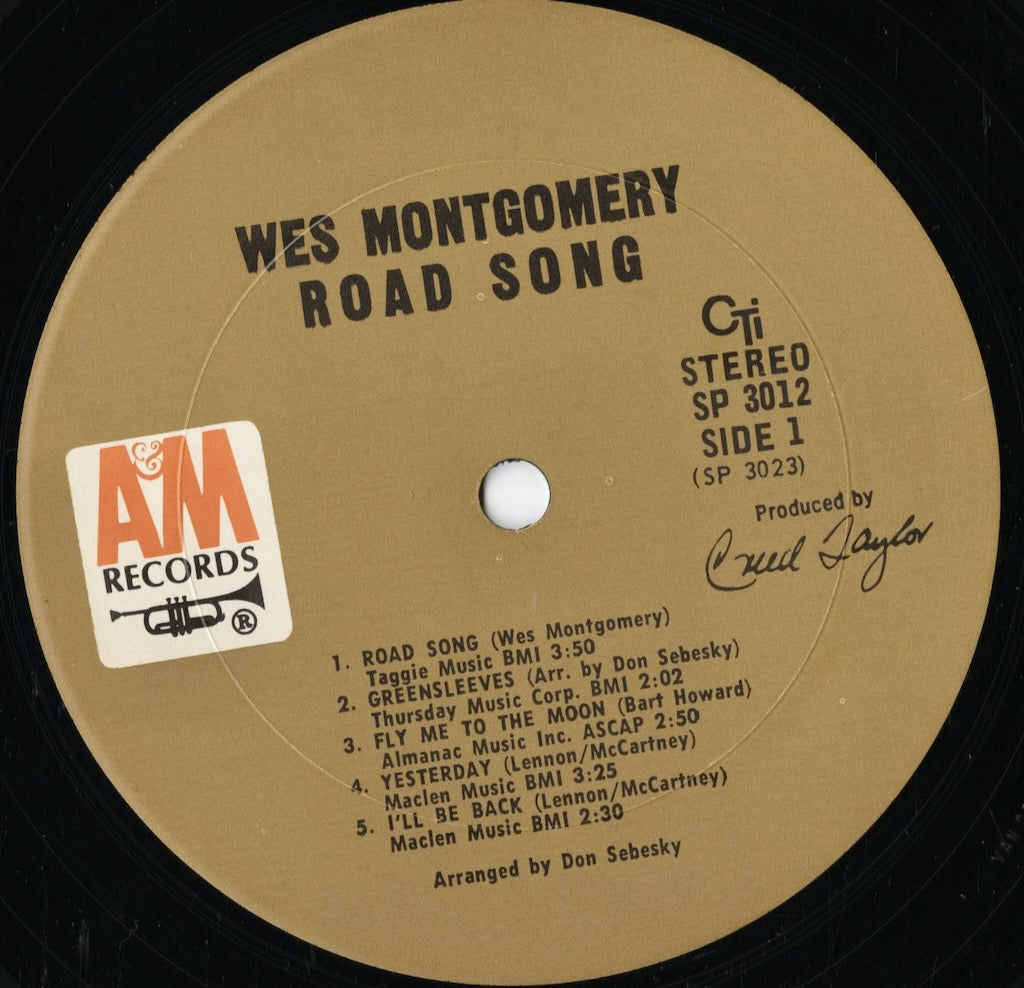 WES MONTGOMERY
ROAD SONG
CTi
STEREO
SP 3012
SIDE 1
(SP 3023)
Produced by
Creed Taylor
A&M
RECORDS
®
1. ROAD SONG (Wes Montgomery)
Taggie Music BMI 3:50
2. GREENSLEEVES (Arr. by Don Sebesky)
Thursday Music Corp. BMI 2:02
3. FLY ME TO THE MOON (Bart Howard)
Almanac Music Inc. ASCAP 2:50
4. YESTERDAY (Lennon/McCartney)
Maclen Music BMI 3:25
5. I'LL BE BACK (Lennon/McCartney)
Maclen Music BMI 2:30
Arranged by Don Sebesky